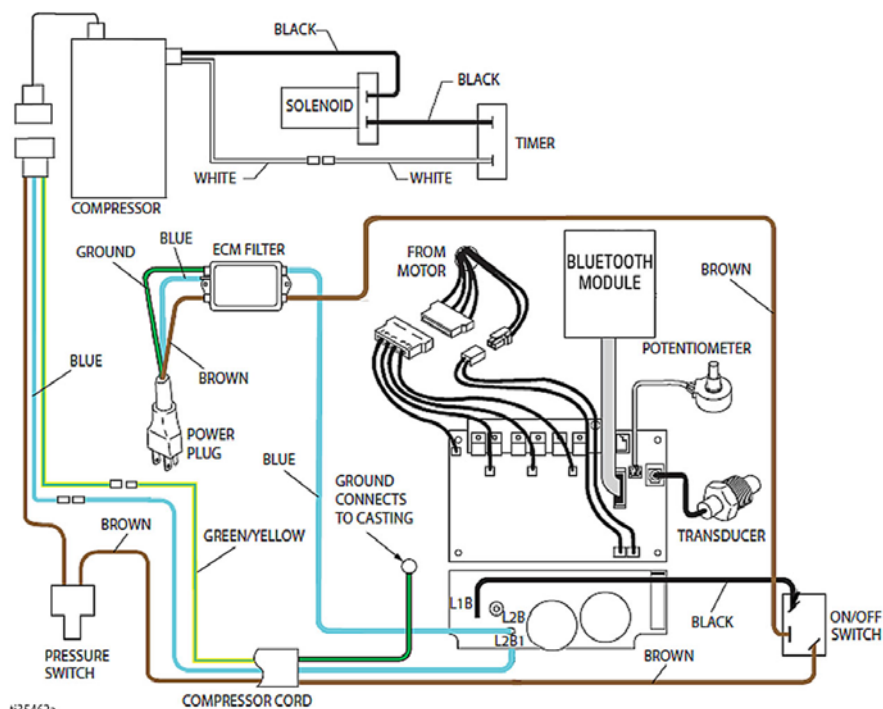 BLACK
SOLENOID
BLACK
TIMER
WHITE
WHITE
COMPRESSOR
GROUND
BLUE
ECM FILTER
FROM
MOTOR
BLUETOOTH
MODULE
BROWN
POTENTIOMETER
BLUE
BROWN
POWER
PLUG
BLUE
GROUND
CONNECTS
TO CASTING
BROWN
GREEN/YELLOW
TRANSDUCER
L1B
L2B
L2B1
BLACK
ON/OFF
SWITCH
PRESSURE
SWITCH
BROWN
COMPRESSOR CORD